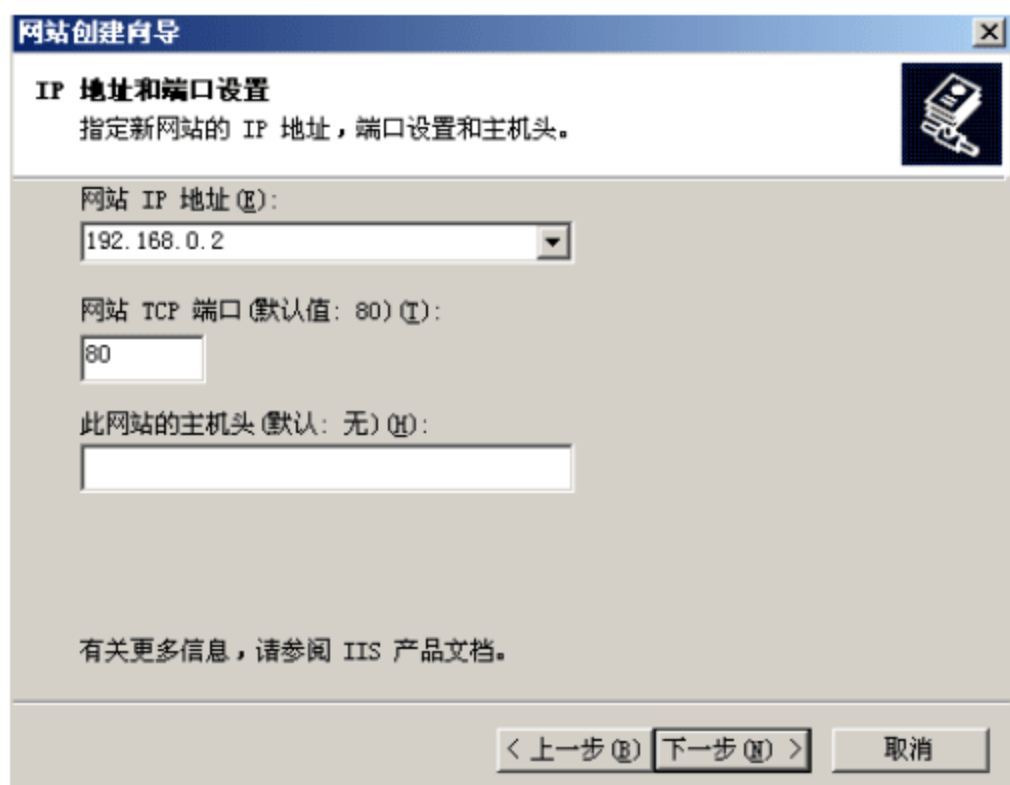 网站创建向导
IP 地址和端口设置
指定新网站的 IP 地址，端口设置和主机头。
网站 IP 地址(E):
192.168.0.2
网站 TCP 端口(默认值: 80)(T):
80
此网站的主机头(默认: 无)(H):
有关更多信息，请参阅 IIS 产品文档。
< 上一步(B) 下一步(N) > 取消